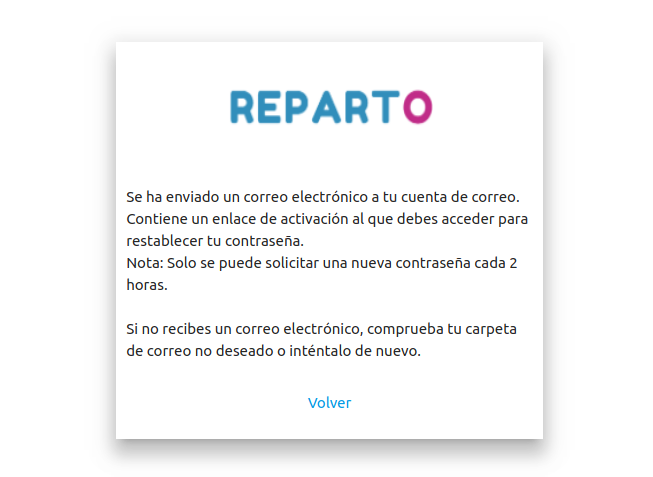 REPARTO
Se ha enviado un correo electrónico a tu cuenta de correo.
Contiene un enlace de activación al que debes acceder para
restablecer tu contraseña.
Nota: Solo se puede solicitar una nueva contraseña cada 2
horas.
Si no recibes un correo electrónico, comprueba tu carpeta
de correo no deseado o inténtalo de nuevo.
Volver